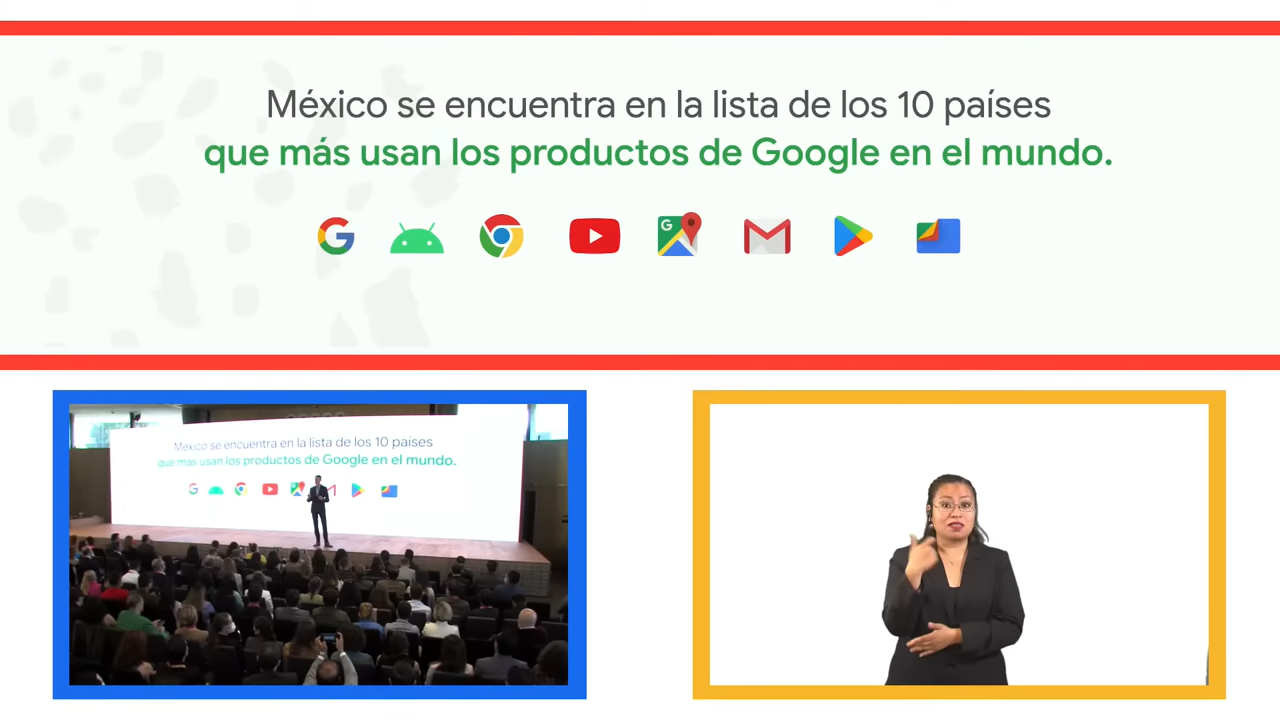 México se encuentra en la lista de los 10 países
que más usan los productos de Google en el mundo.
G
México se encuentra en la lista de los 10 países
que más usan los productos de Google en el mundo.